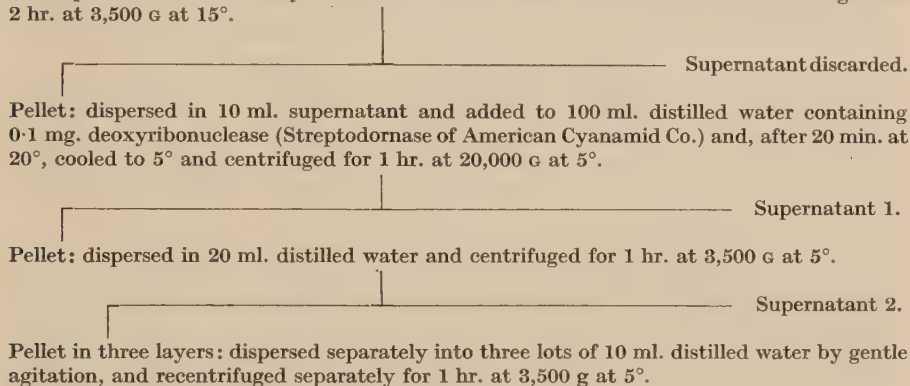 2 hr. at 3,500 G at 15°.
Supernatant discarded.
Pellet: dispersed in 10 ml. supernatant and added to 100 ml. distilled water containing
0·1 mg. deoxyribonuclease (Streptodornase of American Cyanamid Co.) and, after 20 min. at
20°, cooled to 5° and centrifuged for 1 hr. at 20,000 G at 5°.
Supernatant 1.
Pellet: dispersed in 20 ml. distilled water and centrifuged for 1 hr. at 3,500 G at 5°.
Supernatant 2.
Pellet in three layers: dispersed separately into three lots of 10 ml. distilled water by gentle
agitation, and recentrifuged separately for 1 hr. at 3,500 g at 5°.